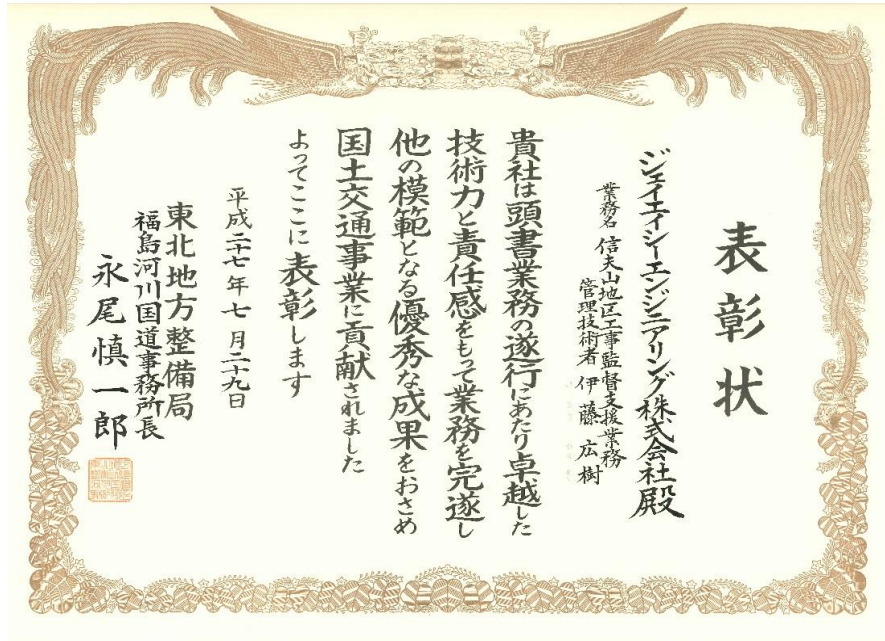 表彰状
ジェイエイシーエンジニアリング株式会社殿
業務名 信夫山地区工事監督支援業務
管理技術者 伊藤広樹
貴社は頭書業務の遂行にあたり卓越した
技術力と責任感をもって業務を完遂し
他の模範となる優秀な成果をおさめ
国土交通事業に貢献されました
よってここに表彰します
平成二十七年七月二十九日
東北地方整備局
福島河川国道事務所長
永尾慎一郎